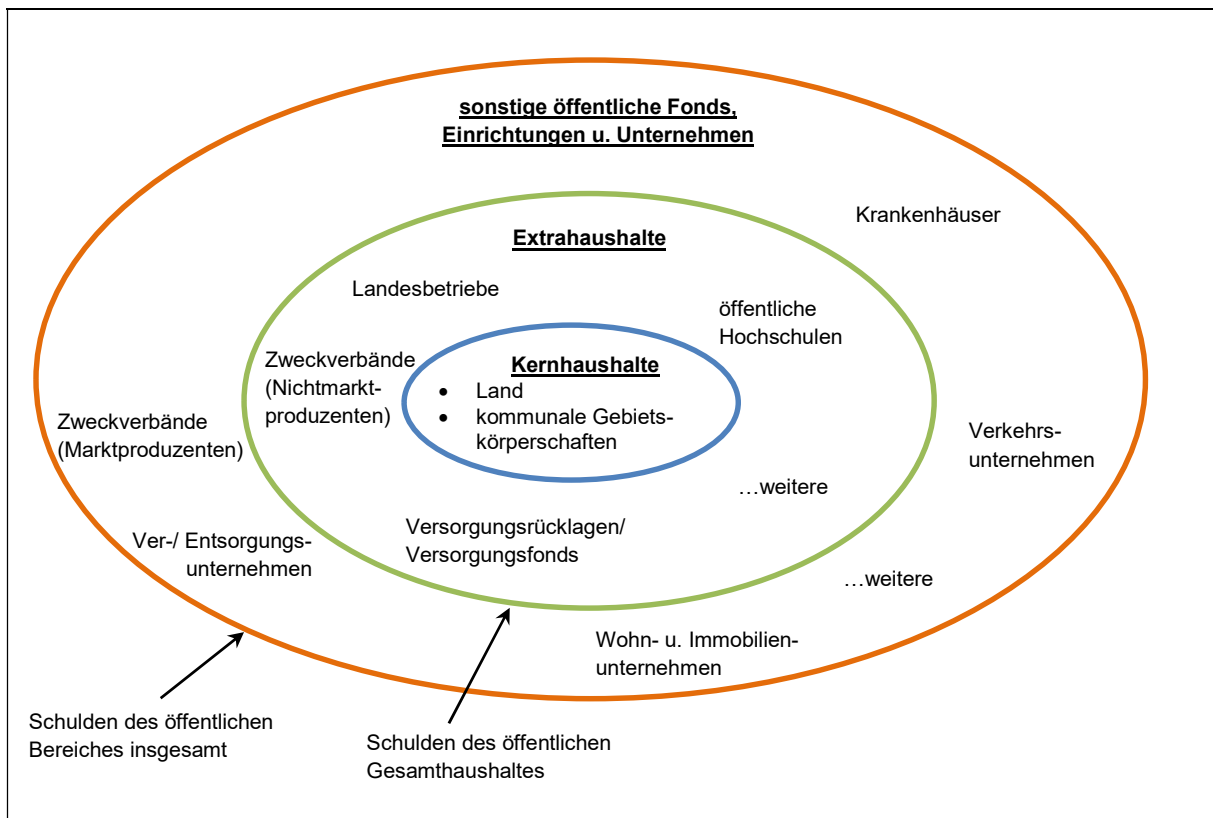 sonstige öffentliche Fonds,
Einrichtungen u. Unternehmen
Krankenhäuser
Extrahaushalte
Landesbetriebe
öffentliche
Hochschulen
Zweckverbände
(Nichtmarkt-
produzenten)
Kernhaushalte
• Land
• kommunale Gebiets-
körperschaften
Zweckverbände
(Marktproduzenten)
Verkehrs-
unternehmen
…weitere
Versorgungsrücklagen/
Versorgungsfonds
Ver-/ Entsorgungs-
unternehmen
…weitere
Wohn- u. Immobilien-
unternehmen
Schulden des öffentlichen
Bereiches insgesamt
Schulden des öffentlichen
Gesamthaushaltes